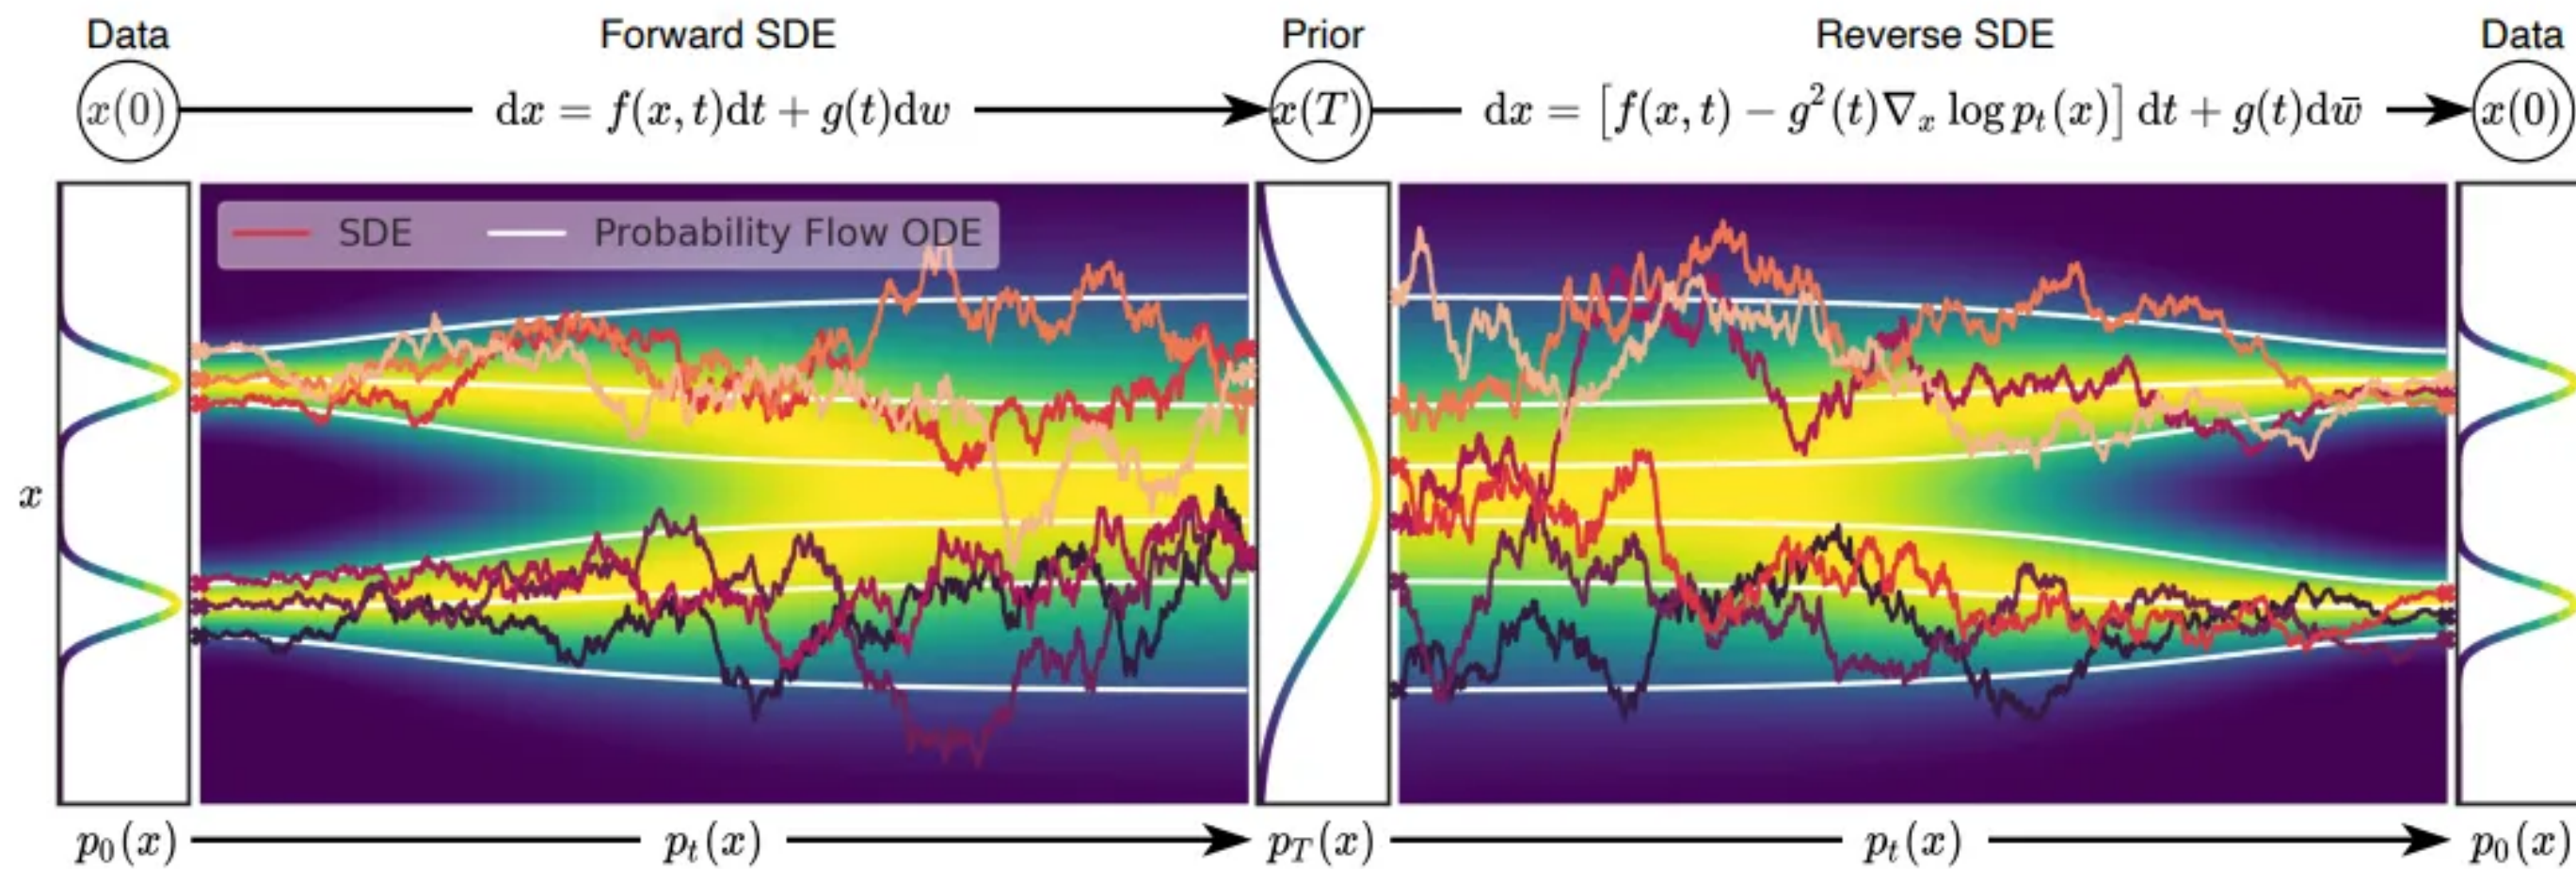 Data Forward SDE Prior Reverse SDE Data
x(0) dx = f(x, t)dt + g(t)dw x(T) dx = [f(x, t) − g²(t)∇ₓ log pₜ(x)] dt + g(t)dw̄ x(0)
SDE Probability Flow ODE
x
p₀(x) pₜ(x) p_T(x) pₜ(x) p₀(x)